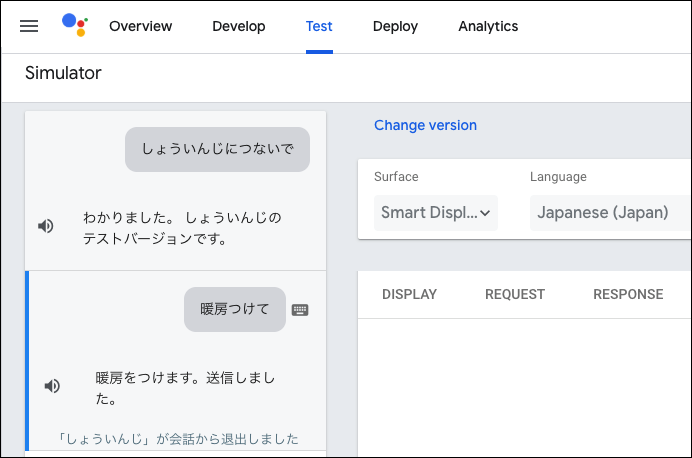 Overview Develop Test Deploy Analytics
Simulator
しょういんじにつないで
わかりました。 しょういんじの
テストバージョンです。
暖房つけて
暖房をつけます。送信しまし
た。
「しょういんじ」が会話から退出しました
Change version
Surface Language
Smart Displ... Japanese (Japan)
DISPLAY REQUEST RESPONSE